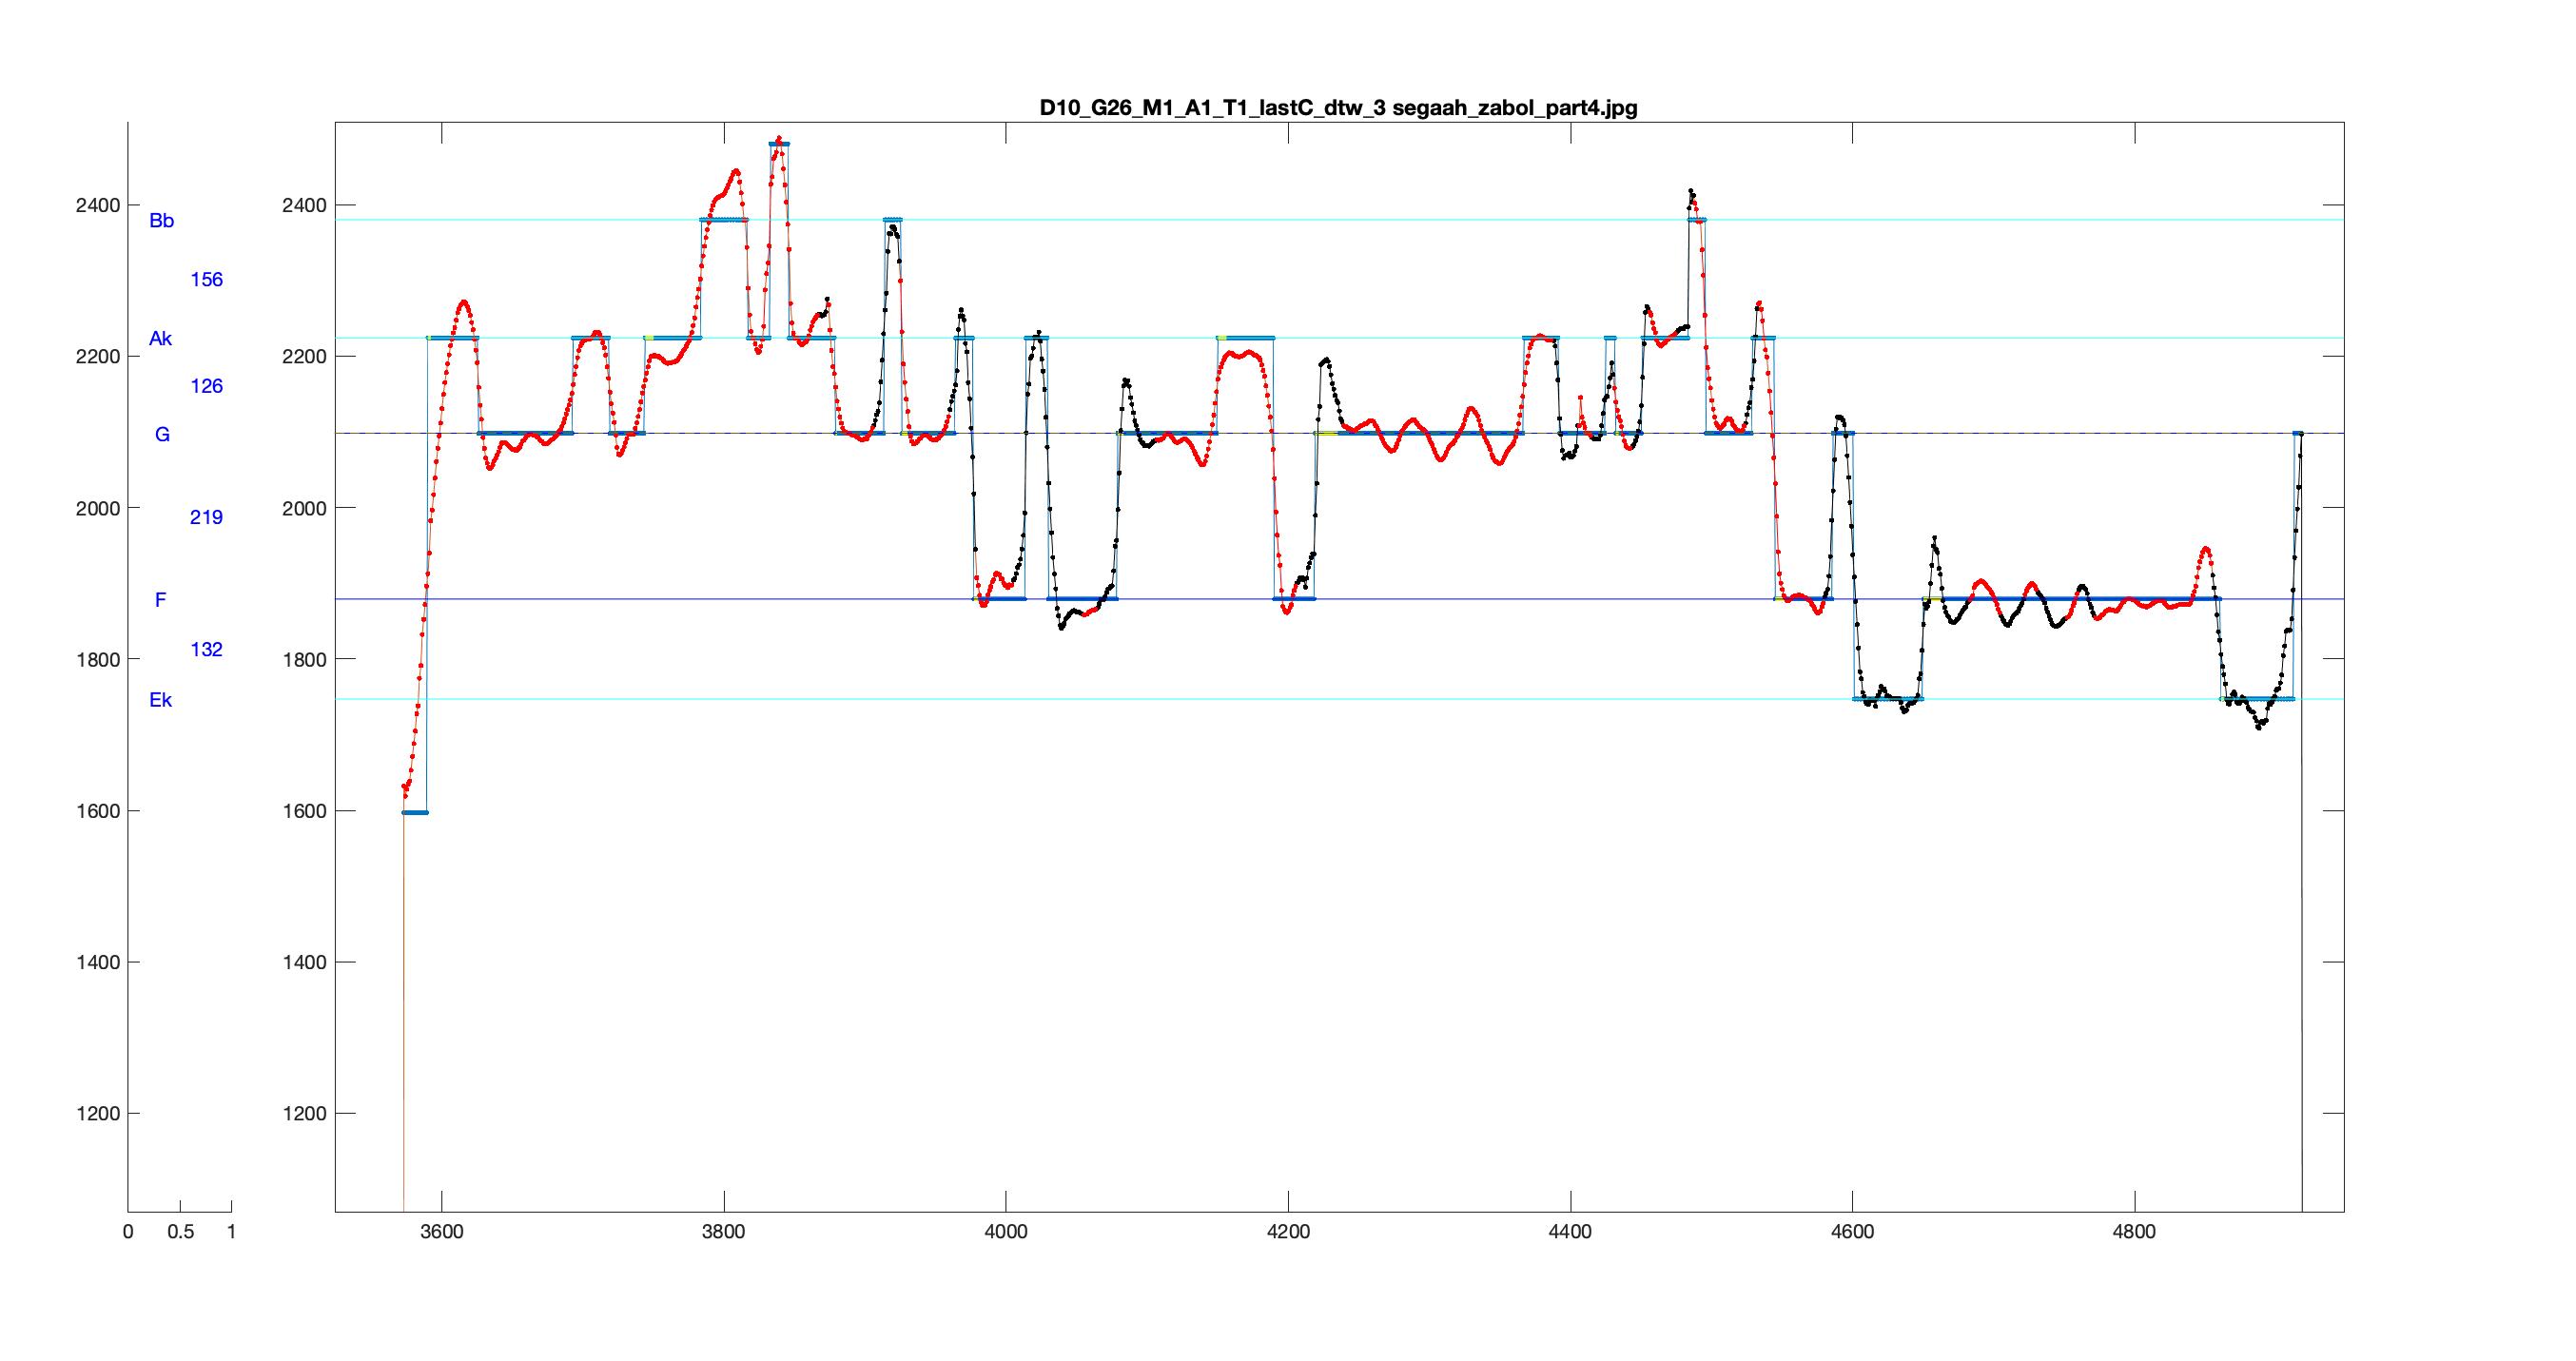 D10_G26_M1_A1_T1_lastC_dtw_3 segaah_zabol_part4.jpg
2400 Bb 2400
156
Ak
2200 2200
126
G
2000 219 2000
F
132
1800 1800
Ek
1600 1600
1400 1400
1200 1200
0 0.5 1 3600 3800 4000 4200 4400 4600 4800